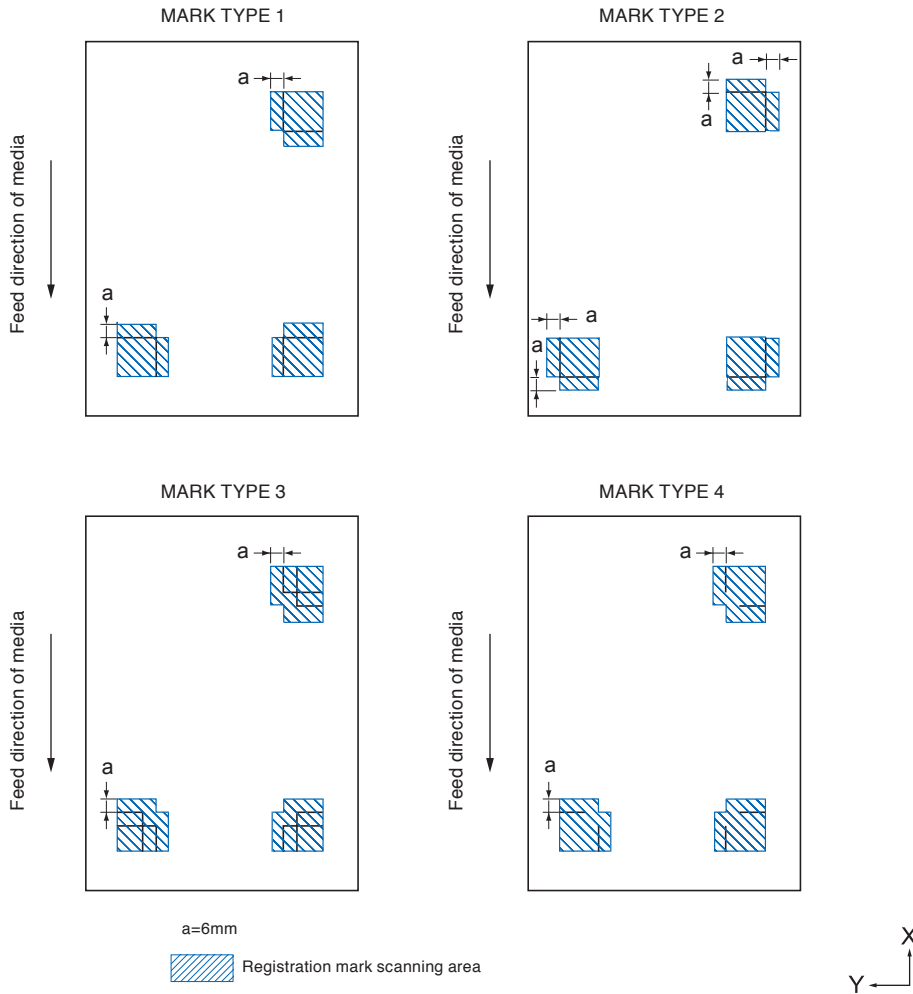 MARK TYPE 1
a
Feed direction of media
a
MARK TYPE 2
a
a
Feed direction of media
a
a
MARK TYPE 3
a
Feed direction of media
a
MARK TYPE 4
a
Feed direction of media
a
a=6mm
Registration mark scanning area
X
Y